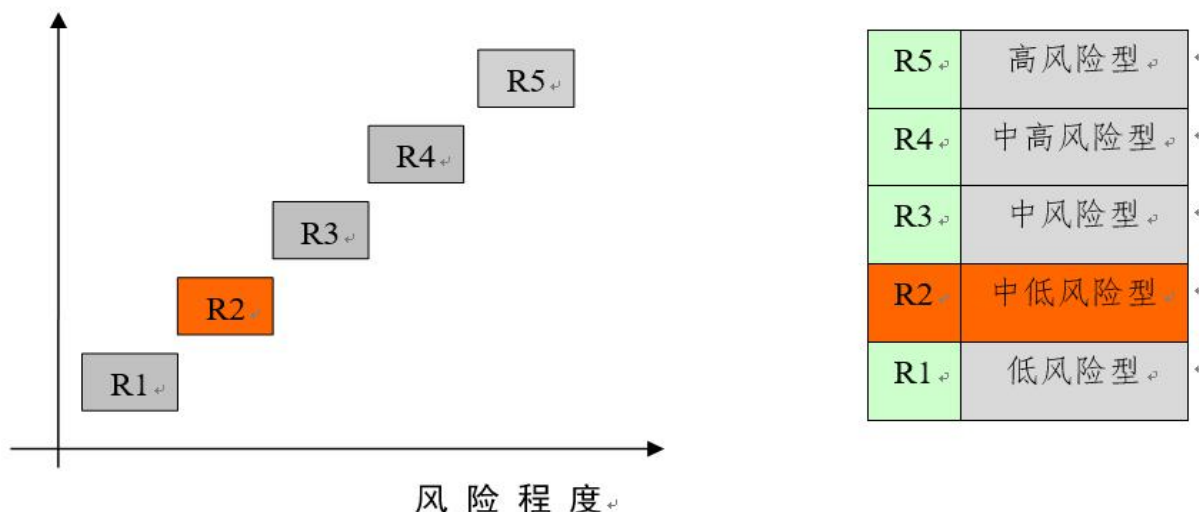 R5
R4
R3
R2
R1
风险程度
R5 高风险型
R4 中高风险型
R3 中风险型
R2 中低风险型
R1 低风险型